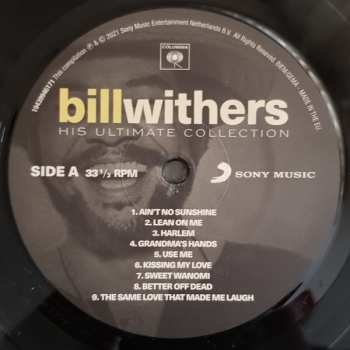 COLUMBIA
19439948171 This compilation ℗ & © 2021 Sony Music Entertainment Netherlands B.V. All Rights Reserved. BIEM/GEMA · MADE IN THE EU
billwithers
HIS ULTIMATE COLLECTION
SIDE A 33 1/3 RPM
SONY MUSIC
1. AIN'T NO SUNSHINE
2. LEAN ON ME
3. HARLEM
4. GRANDMA'S HANDS
5. USE ME
6. KISSING MY LOVE
7. SWEET WANOMI
8. BETTER OFF DEAD
9. THE SAME LOVE THAT MADE ME LAUGH